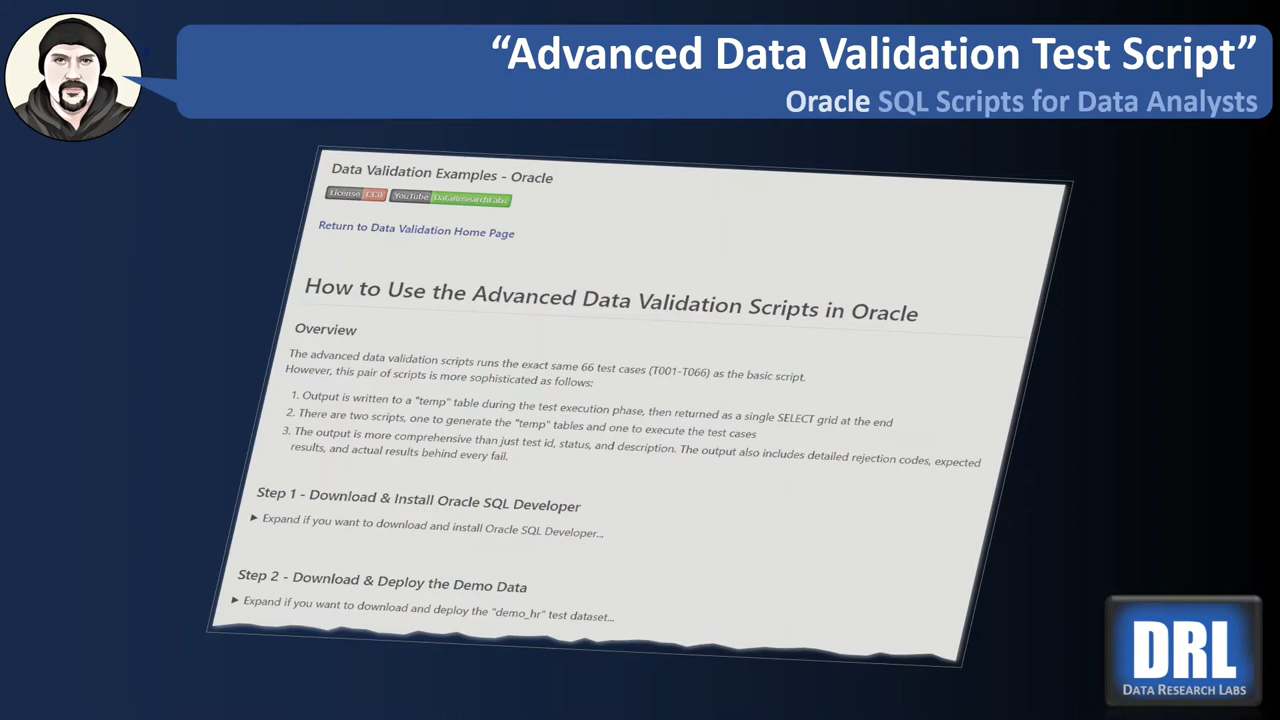 “Advanced Data Validation Test Script”
Oracle SQL Scripts for Data Analysts
Data Validation Examples - Oracle
License CC0 YouTube DataResearchLabs
Return to Data Validation Home Page
How to Use the Advanced Data Validation Scripts in Oracle
Overview
The advanced data validation scripts runs the exact same 66 test cases (T001-T066) as the basic script.
However, this pair of scripts is more sophisticated as follows:
1. Output is written to a "temp" table during the test execution phase, then returned as a single SELECT grid at the end
2. There are two scripts, one to generate the "temp" tables and one to execute the test cases
3. The output is more comprehensive than just test id, status, and description. The output also includes detailed rejection codes, expected
results, and actual results behind every fail.
Step 1 - Download & Install Oracle SQL Developer
▶ Expand if you want to download and install Oracle SQL Developer...
Step 2 - Download & Deploy the Demo Data
▶ Expand if you want to download and deploy the "demo_hr" test dataset...
DRL
DATA RESEARCH LABS